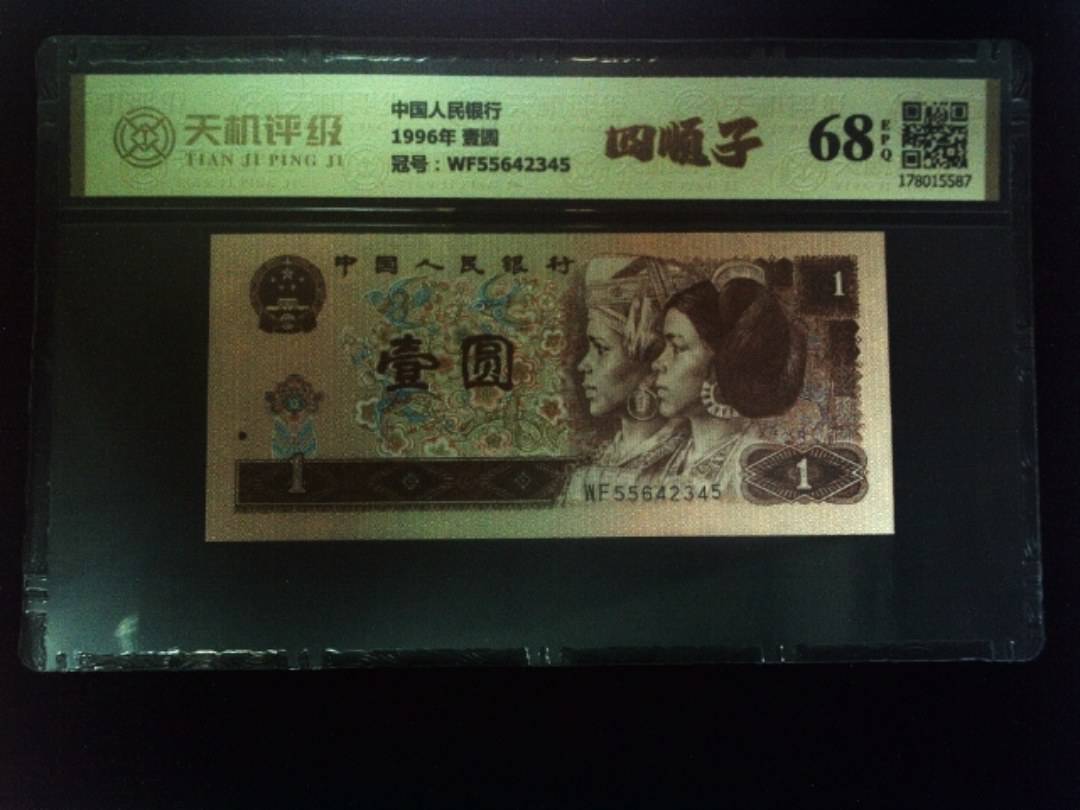 天机评级
TIAN JI PING JI
中国人民银行
1996年 壹圆
冠号：WF55642345
四顺子
68
EPQ
178015587
中国人民银行
壹圆
1
1
1
WF55642345